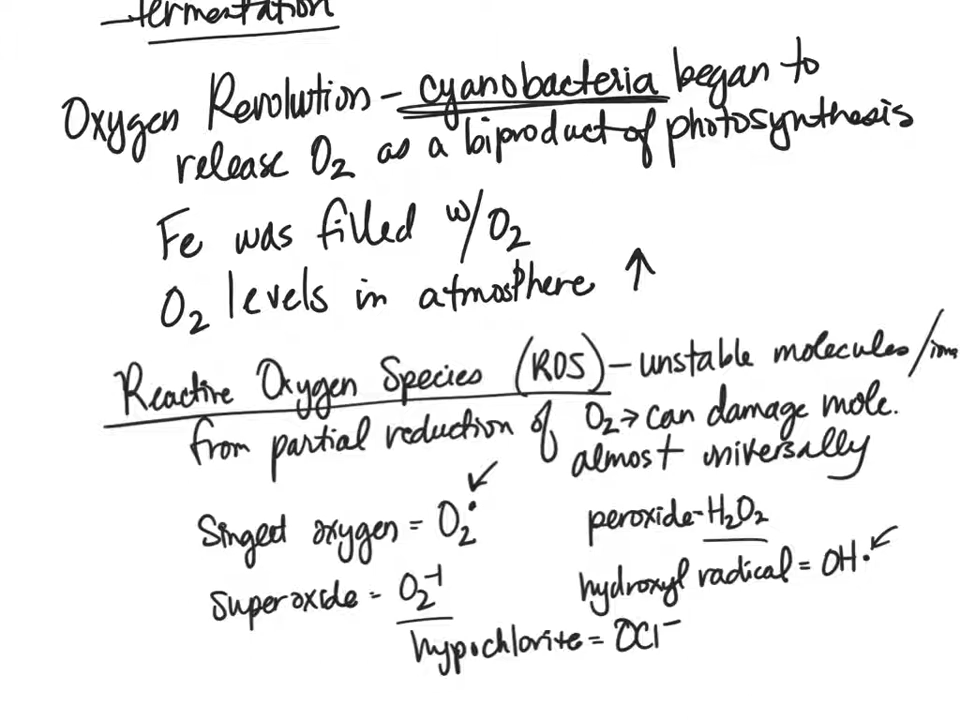 — fermentation
Oxygen Revolution - cyanobacteria began to
release O₂ as a biproduct of photosynthesis
Fe was filled w/ O₂
O₂ levels in atmosphere ↑
Reactive Oxygen Species (ROS) - unstable molecules/ions
from partial reduction of O₂ → can damage mole.
almost universally
Singed oxygen = O₂• peroxide - H₂O₂
Superoxide - O₂⁻¹ hydroxyl radical = OH•
hypochlorite = OCl⁻